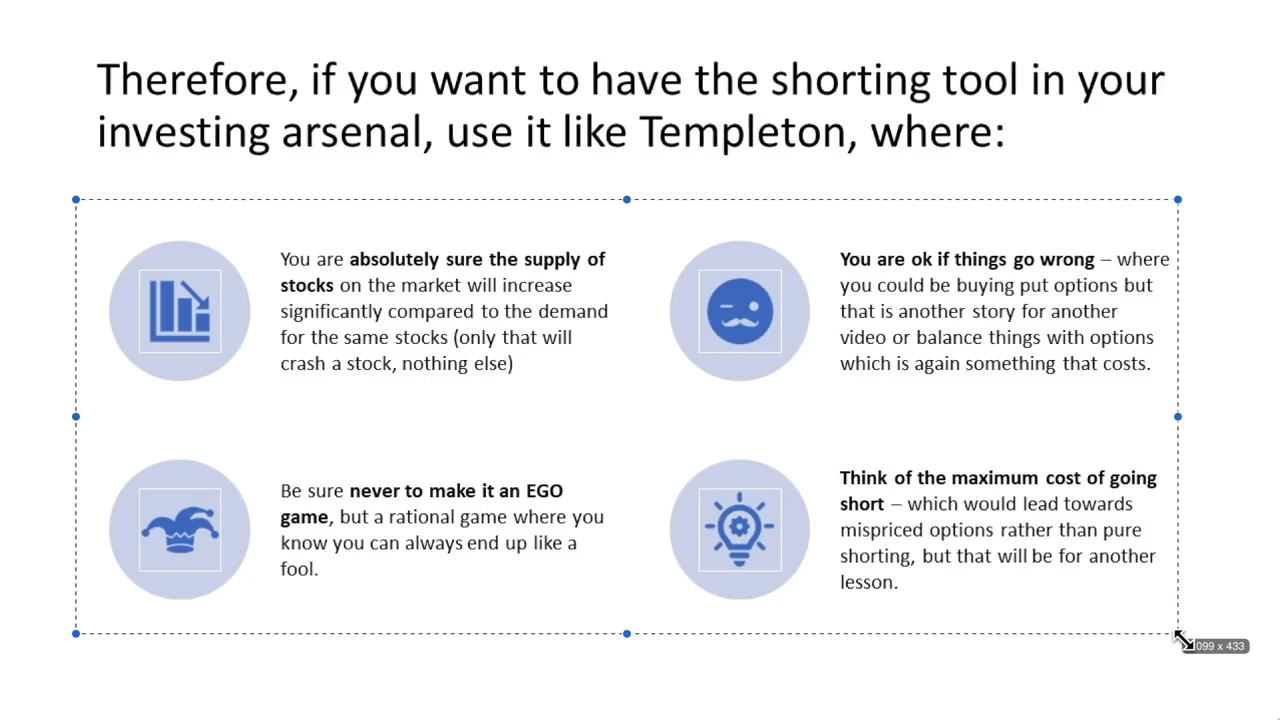 Therefore, if you want to have the shorting tool in your
investing arsenal, use it like Templeton, where:
You are absolutely sure the supply of
stocks on the market will increase
significantly compared to the demand
for the same stocks (only that will
crash a stock, nothing else)
You are ok if things go wrong – where
you could be buying put options but
that is another story for another
video or balance things with options
which is again something that costs.
Be sure never to make it an EGO
game, but a rational game where you
know you can always end up like a
fool.
Think of the maximum cost of going
short – which would lead towards
mispriced options rather than pure
shorting, but that will be for another
lesson.
099 x 433